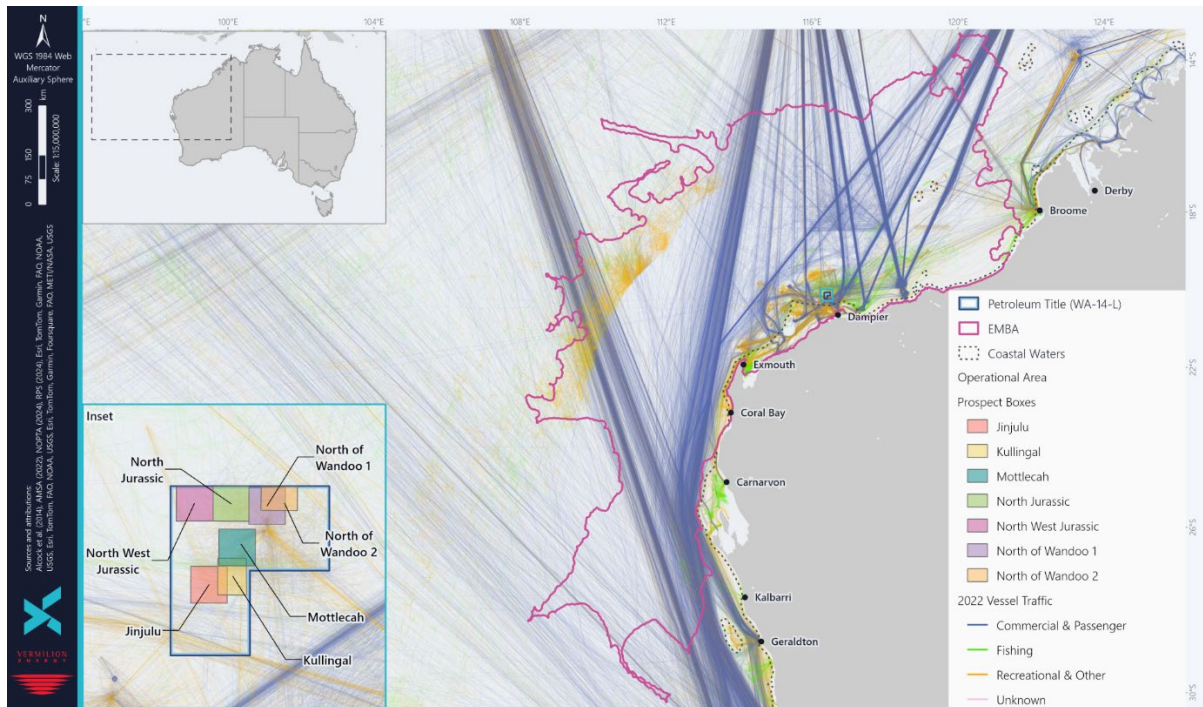 N
WGS 1984 Web
Mercator
Auxiliary Sphere
km
300
150
75
0
Scale: 1:15,000,000
Sources and attributions:
Alcock et al. (2014), AMSA (2022), NOPTA (2024), RPS (2024), Esri, TomTom, Garmin, FAO, NOAA,
USGS, Esri, TomTom, FAO, NOAA, USGS, Esri, TomTom, Garmin, Foursquare, FAO, METI/NASA, USGS
VERMILION
ENERGY
100°E
104°E
108°E
112°E
116°E
120°E
124°E
14°S
18°S
22°S
26°S
30°S
Derby
Broome
Dampier
Exmouth
Coral Bay
Carnarvon
Kalbarri
Geraldton
Inset
North of
Wandoo 1
North
Jurassic
North of
Wandoo 2
North West
Jurassic
Mottlecah
Jinjulu
Kullingal
Petroleum Title (WA-14-L)
EMBA
Coastal Waters
Operational Area
Prospect Boxes
Jinjulu
Kullingal
Mottlecah
North Jurassic
North West Jurassic
North of Wandoo 1
North of Wandoo 2
2022 Vessel Traffic
Commercial & Passenger
Fishing
Recreational & Other
Unknown